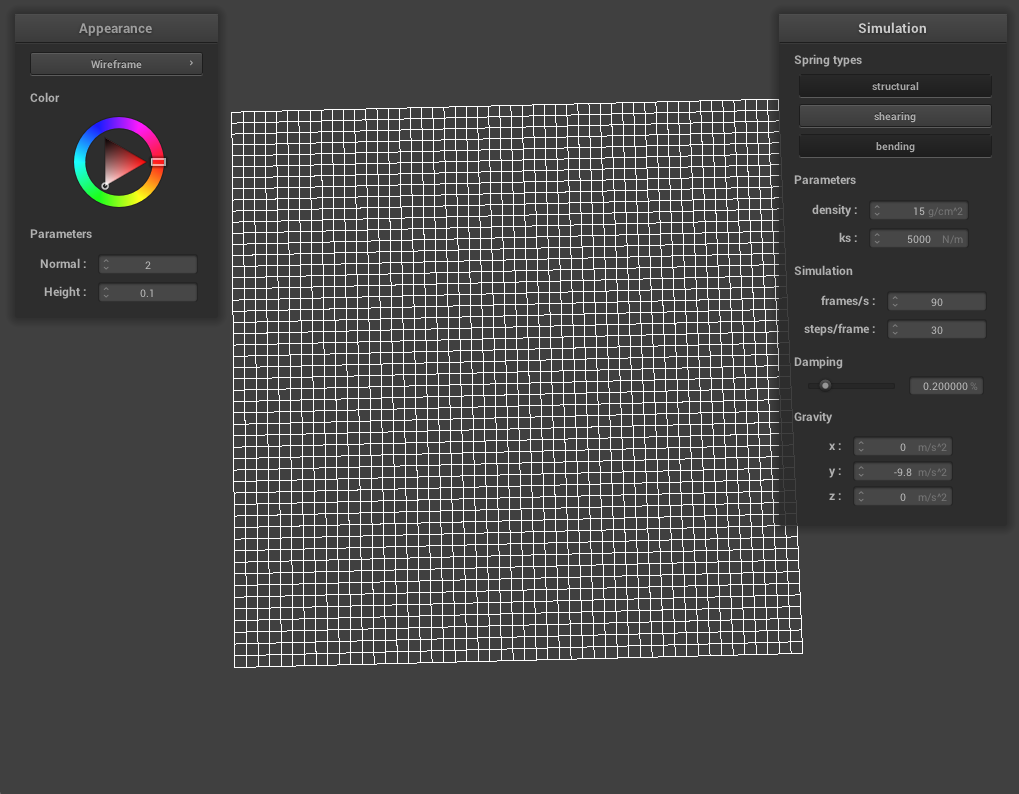 Appearance
Wireframe
Color
Parameters
Normal : 2
Height : 0.1
Simulation
Spring types
structural
shearing
bending
Parameters
density : 15 g/cm^2
ks : 5000 N/m
Simulation
frames/s : 90
steps/frame : 30
Damping
0.200000 %
Gravity
x : 0 m/s^2
y : -9.8 m/s^2
z : 0 m/s^2